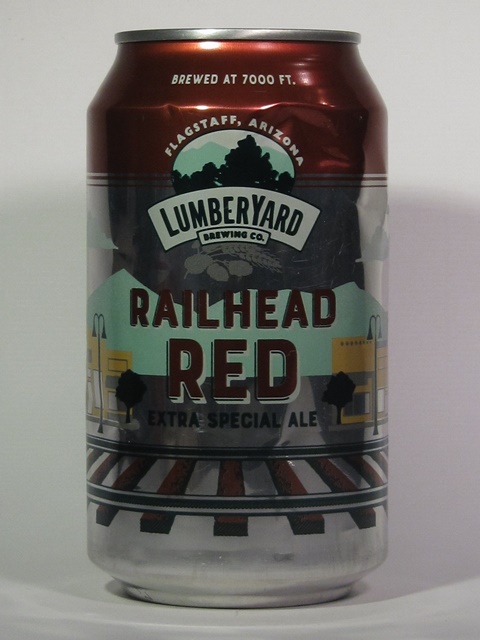 BREWED AT 7000 FT.
FLAGSTAFF, ARIZONA
LUMBERYARD
BREWING CO.
RAILHEAD
RED
EXTRA SPECIAL ALE